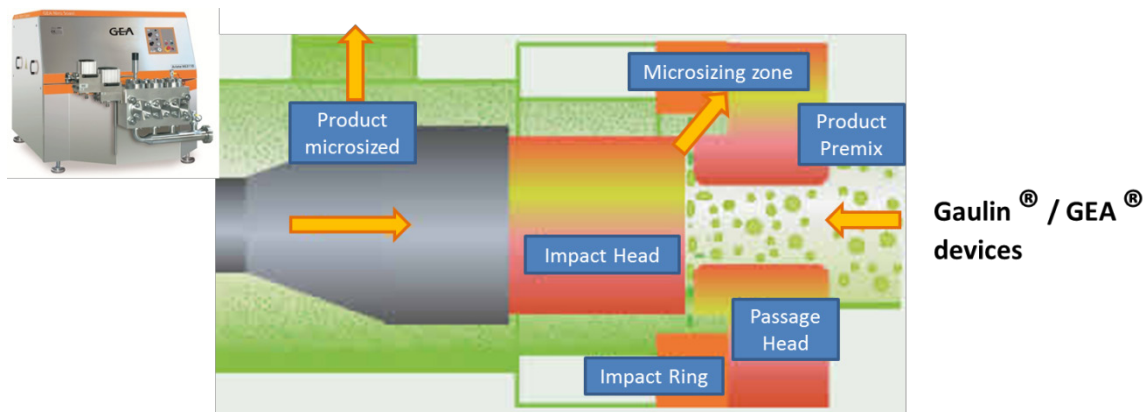 GEA
Product
microsized
Microsizing zone
Product
Premix
Impact Head
Passage
Head
Impact Ring
Gaulin ® / GEA ®
devices